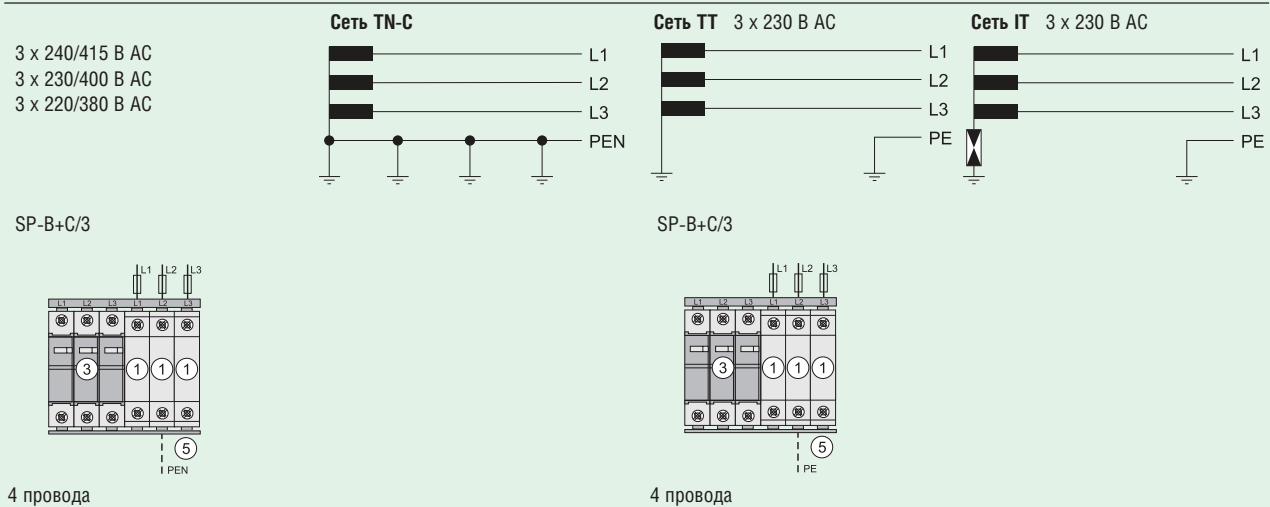 Сеть TN-C
Сеть TT 3 x 230 В AC
Сеть IT 3 x 230 В AC
3 x 240/415 В AC
3 x 230/400 В AC
3 x 220/380 В AC
L1
L2
L3
PEN
L1
L2
L3
PE
L1
L2
L3
PE
SP-B+C/3
SP-B+C/3
L1 L2 L3
L1 L2 L3 L1 L2 L3
3 1 1 1
5
PEN
L1 L2 L3
L1 L2 L3 L1 L2 L3
3 1 1 1
5
PE
4 провода
4 провода